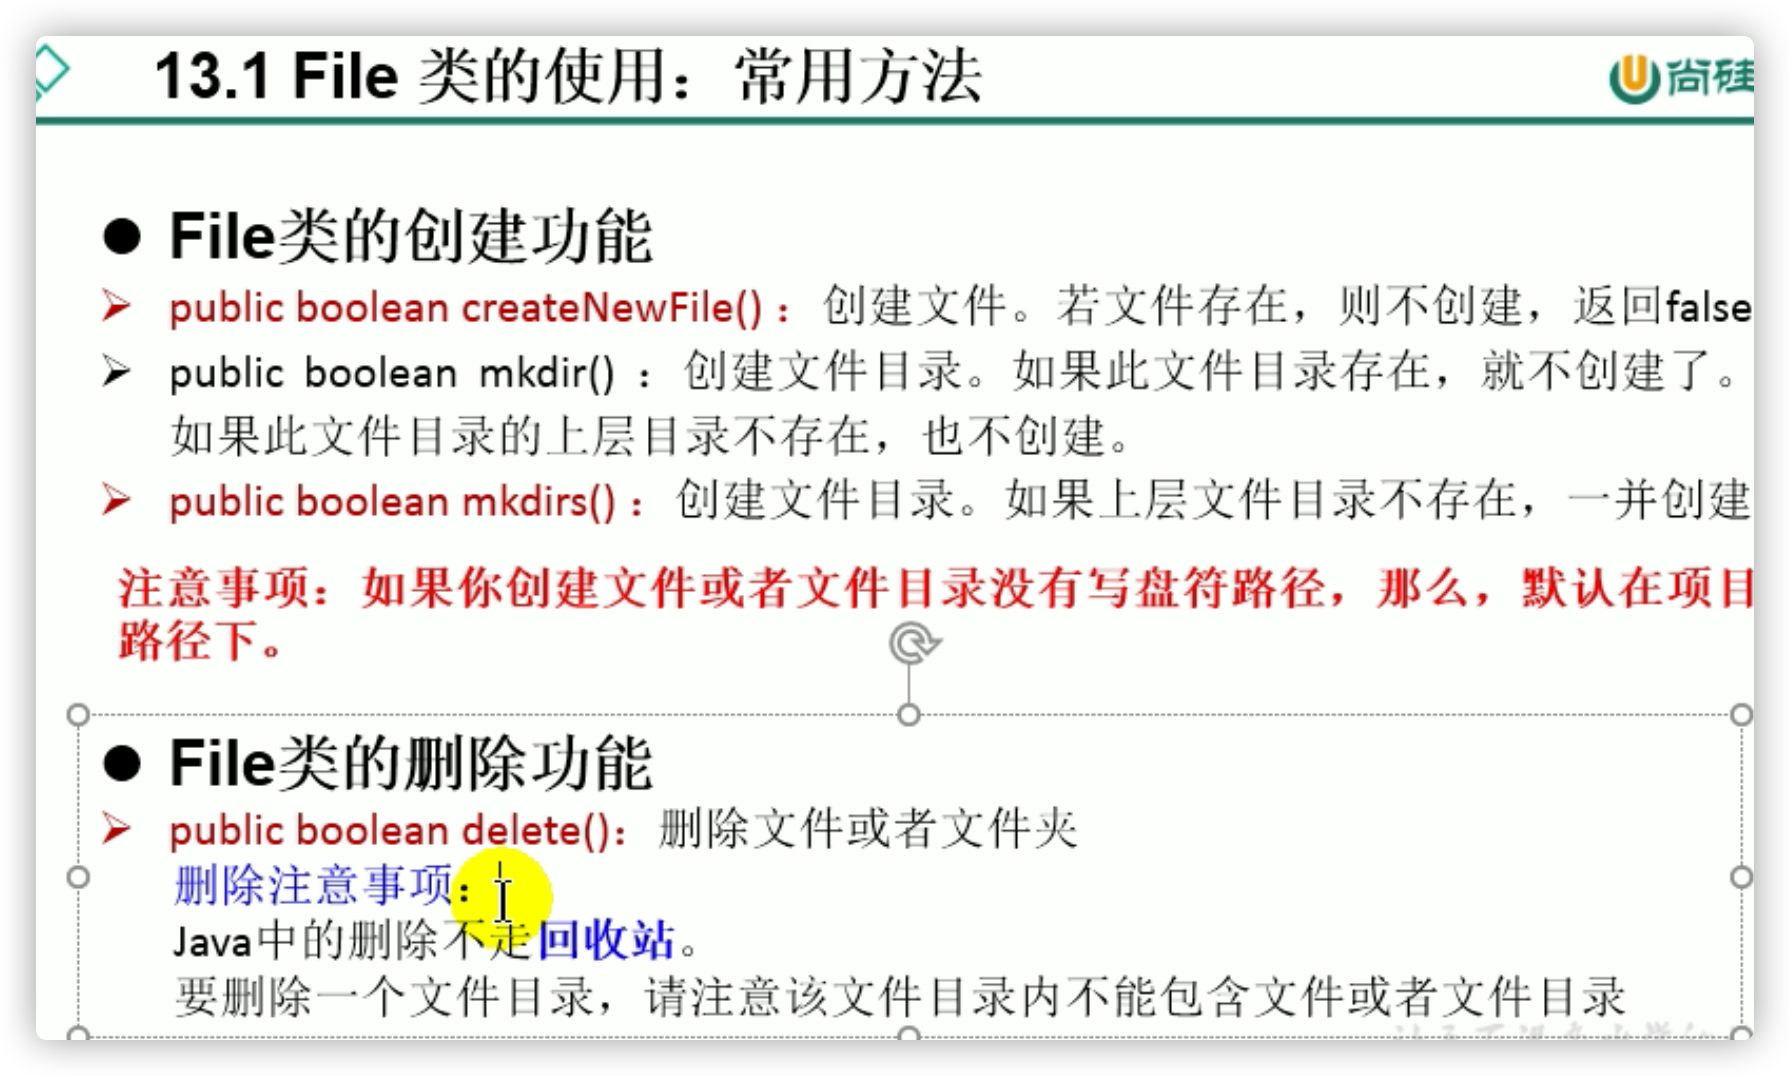 13.1 File 类的使用：常用方法
尚硅
File类的创建功能
public boolean createNewFile()：创建文件。若文件存在，则不创建，返回false
public boolean mkdir()：创建文件目录。如果此文件目录存在，就不创建了。
如果此文件目录的上层目录不存在，也不创建。
public boolean mkdirs()：创建文件目录。如果上层文件目录不存在，一并创建
注意事项：如果你创建文件或者文件目录没有写盘符路径，那么，默认在项目
路径下。
File类的删除功能
public boolean delete()：删除文件或者文件夹
删除注意事项：
Java中的删除不走回收站。
要删除一个文件目录，请注意该文件目录内不能包含文件或者文件目录